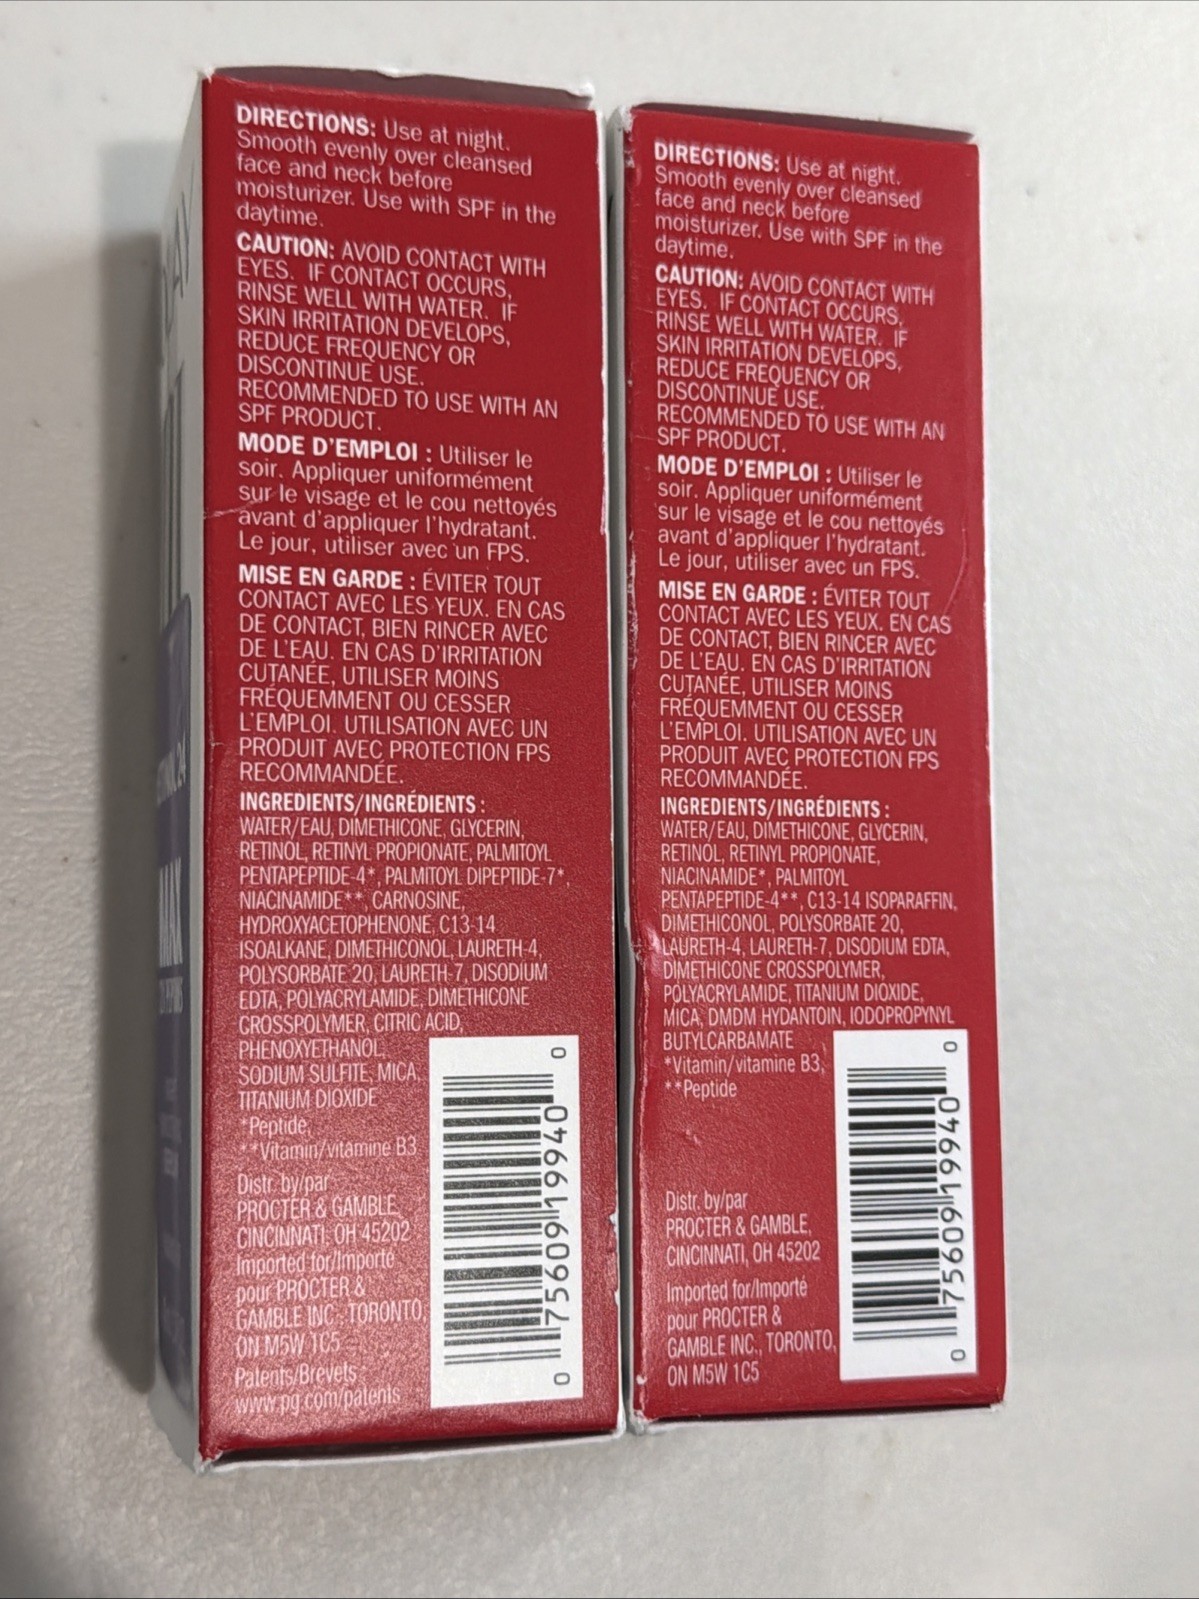 DIRECTIONS: Use at night.
Smooth evenly over cleansed
face and neck before
moisturizer. Use with SPF in the
daytime.
CAUTION: AVOID CONTACT WITH
EYES. IF CONTACT OCCURS,
RINSE WELL WITH WATER. IF
SKIN IRRITATION DEVELOPS,
REDUCE FREQUENCY OR
DISCONTINUE USE.
RECOMMENDED TO USE WITH AN
SPF PRODUCT.
MODE D'EMPLOI : Utiliser le
soir. Appliquer uniformément
sur le visage et le cou nettoyés
avant d'appliquer l'hydratant.
Le jour, utiliser avec un FPS.
MISE EN GARDE : ÉVITER TOUT
CONTACT AVEC LES YEUX. EN CAS
DE CONTACT, BIEN RINCER AVEC
DE L'EAU. EN CAS D'IRRITATION
CUTANÉE, UTILISER MOINS
FRÉQUEMMENT OU CESSER
L'EMPLOI. UTILISATION AVEC UN
PRODUIT AVEC PROTECTION FPS
RECOMMANDÉE.
INGREDIENTS/INGRÉDIENTS :
WATER/EAU, DIMETHICONE, GLYCERIN,
RETINOL, RETINYL PROPIONATE, PALMITOYL
PENTAPEPTIDE-4*, PALMITOYL DIPEPTIDE-7*,
NIACINAMIDE**, CARNOSINE,
HYDROXYACETOPHENONE, C13-14
ISOALKANE, DIMETHICONOL, LAURETH-4,
POLYSORBATE 20, LAURETH-7, DISODIUM
EDTA, POLYACRYLAMIDE, DIMETHICONE
CROSSPOLYMER, CITRIC ACID,
PHENOXYETHANOL,
SODIUM SULFITE, MICA,
TITANIUM DIOXIDE
*Peptide,
**Vitamin/vitamine B3
Distr. by/par
PROCTER & GAMBLE,
CINCINNATI, OH 45202
Imported for/Importé
pour PROCTER &
GAMBLE INC., TORONTO,
ON M5W 1C5
Patents/Brevets
www.pg.com/patents
0 75609 19940 0
MAX
DIRECTIONS: Use at night.
Smooth evenly over cleansed
face and neck before
moisturizer. Use with SPF in the
daytime.
CAUTION: AVOID CONTACT WITH
EYES. IF CONTACT OCCURS,
RINSE WELL WITH WATER. IF
SKIN IRRITATION DEVELOPS,
REDUCE FREQUENCY OR
DISCONTINUE USE.
RECOMMENDED TO USE WITH AN
SPF PRODUCT.
MODE D'EMPLOI : Utiliser le
soir. Appliquer uniformément
sur le visage et le cou nettoyés
avant d'appliquer l'hydratant.
Le jour, utiliser avec un FPS.
MISE EN GARDE : ÉVITER TOUT
CONTACT AVEC LES YEUX. EN CAS
DE CONTACT, BIEN RINCER AVEC
DE L'EAU. EN CAS D'IRRITATION
CUTANÉE, UTILISER MOINS
FRÉQUEMMENT OU CESSER
L'EMPLOI. UTILISATION AVEC UN
PRODUIT AVEC PROTECTION FPS
RECOMMANDÉE.
INGREDIENTS/INGRÉDIENTS :
WATER/EAU, DIMETHICONE, GLYCERIN,
RETINOL, RETINYL PROPIONATE,
NIACINAMIDE*, PALMITOYL
PENTAPEPTIDE-4**, C13-14 ISOPARAFFIN,
DIMETHICONOL, POLYSORBATE 20,
LAURETH-4, LAURETH-7, DISODIUM EDTA,
DIMETHICONE CROSSPOLYMER,
POLYACRYLAMIDE, TITANIUM DIOXIDE,
MICA, DMDM HYDANTOIN, IODOPROPYNYL
BUTYLCARBAMATE
*Vitamin/vitamine B3,
**Peptide
Distr. by/par
PROCTER & GAMBLE,
CINCINNATI, OH 45202
Imported for/Importé
pour PROCTER &
GAMBLE INC., TORONTO,
ON M5W 1C5
0 75609 19940 0